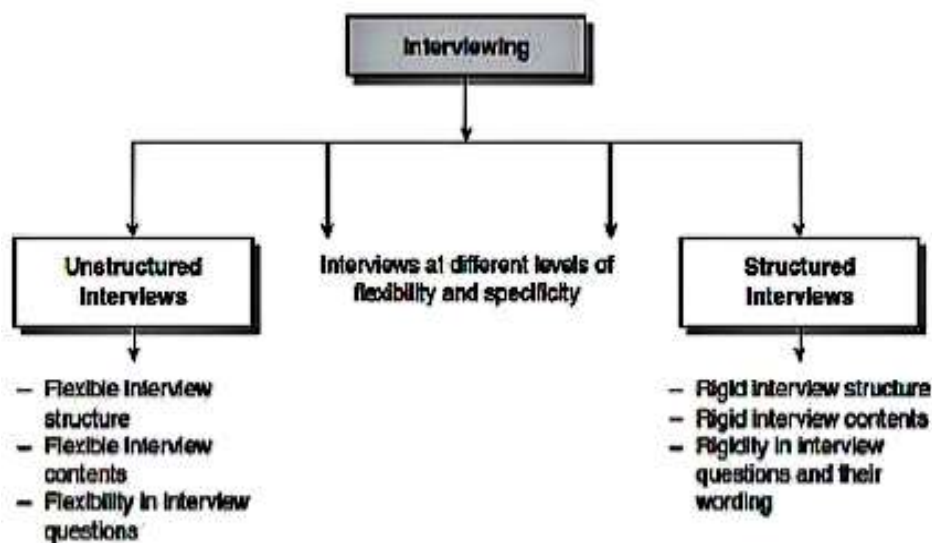 Interviewing
Unstructured
Interviews
Interviews at different levels of
flexibility and specificity
Structured
Interviews
– Flexible interview
structure
– Flexible interview
contents
– Flexibility in interview
questions
– Rigid interview structure
– Rigid interview contents
– Rigidity in interview
questions and their
wording